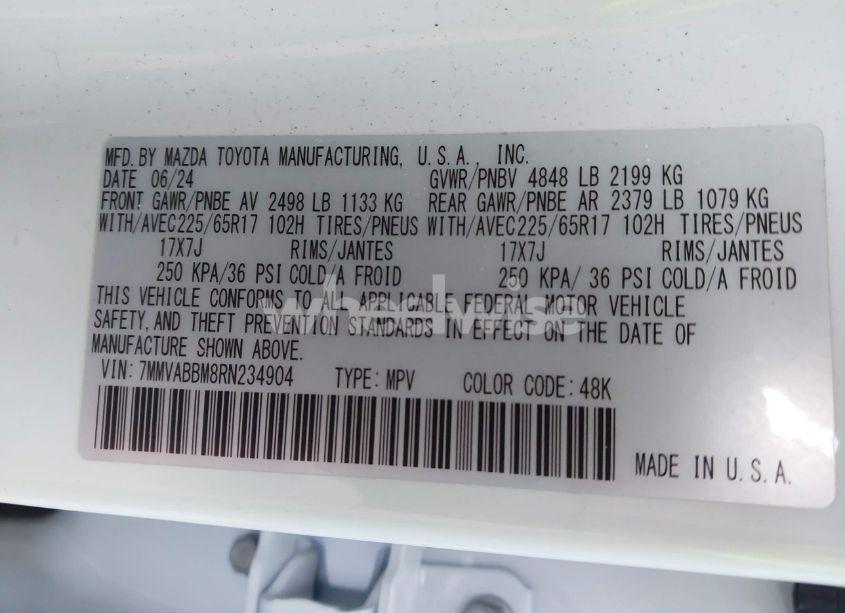 MFD. BY MAZDA TOYOTA MANUFACTURING, U.S.A., INC.
DATE 06/24 GVWR/PNBV 4848 LB 2199 KG
FRONT GAWR/PNBE AV 2498 LB 1133 KG REAR GAWR/PNBE AR 2379 LB 1079 KG
WITH/AVEC225/65R17 102H TIRES/PNEUS WITH/AVEC225/65R17 102H TIRES/PNEUS
17X7J RIMS/JANTES 17X7J RIMS/JANTES
250 KPA/36 PSI COLD/A FROID 250 KPA/ 36 PSI COLD/A FROID
THIS VEHICLE CONFORMS TO ALL APPLICABLE FEDERAL MOTOR VEHICLE
SAFETY, AND THEFT PREVENTION STANDARDS IN EFFECT ON THE DATE OF
MANUFACTURE SHOWN ABOVE.
VIN: 7MMVABBM8RN234904 TYPE: MPV COLOR CODE: 48K
MADE IN U.S.A.
wheelwise